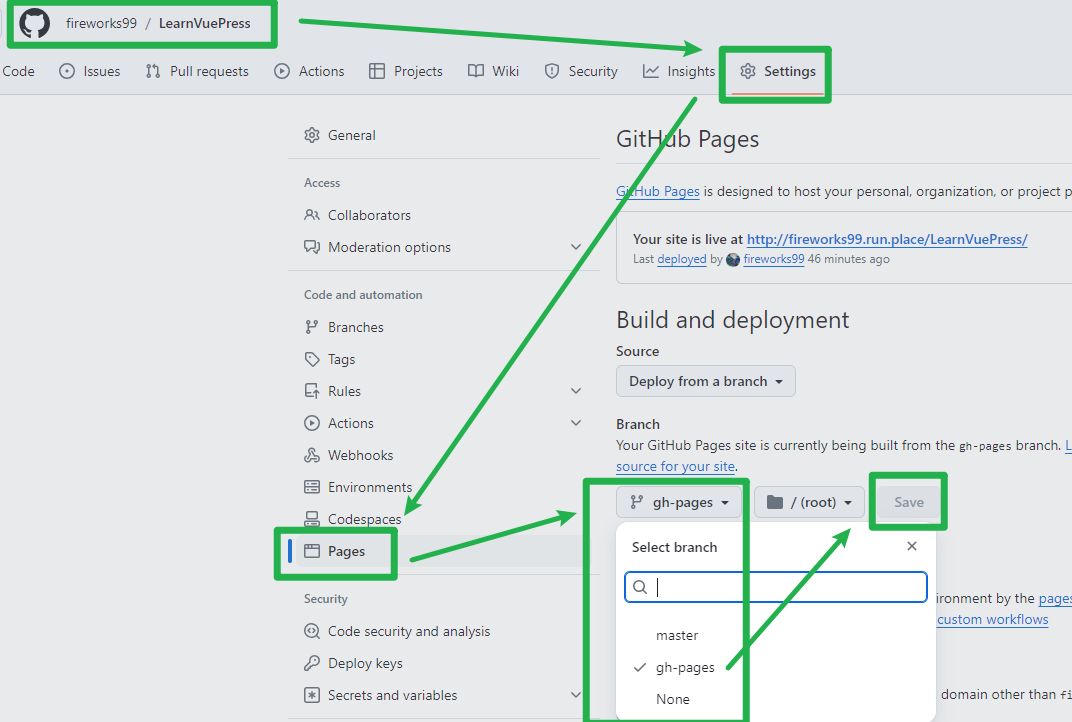 fireworks99 / LearnVuePress
Code Issues Pull requests Actions Projects Wiki Security Insights Settings
General
Access
Collaborators
Moderation options
Code and automation
Branches
Tags
Rules
Actions
Webhooks
Environments
Codespaces
Pages
Security
Code security and analysis
Deploy keys
Secrets and variables
GitHub Pages
GitHub Pages is designed to host your personal, organization, or project p
Your site is live at http://fireworks99.run.place/LearnVuePress/
Last deployed by fireworks99 46 minutes ago
Build and deployment
Source
Deploy from a branch
Branch
Your GitHub Pages site is currently being built from the gh-pages branch. L
source for your site.
gh-pages / (root) Save
Select branch
master
gh-pages
None
ironment by the pages
custom workflows
domain other than fi